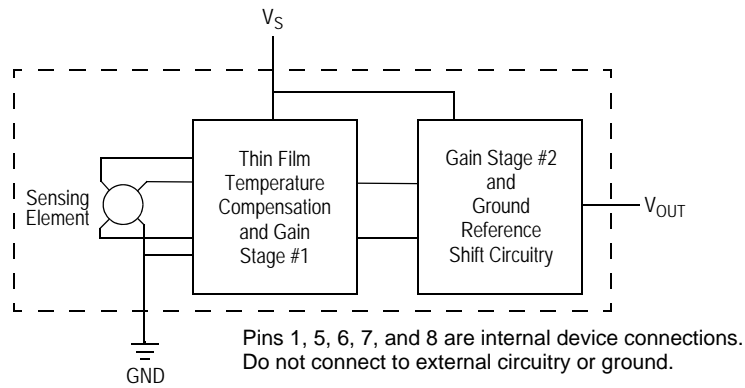 V_S
Sensing
Element
Thin Film
Temperature
Compensation
and Gain
Stage #1
Gain Stage #2
and
Ground
Reference
Shift Circuitry
V_OUT
GND
Pins 1, 5, 6, 7, and 8 are internal device connections.
Do not connect to external circuitry or ground.